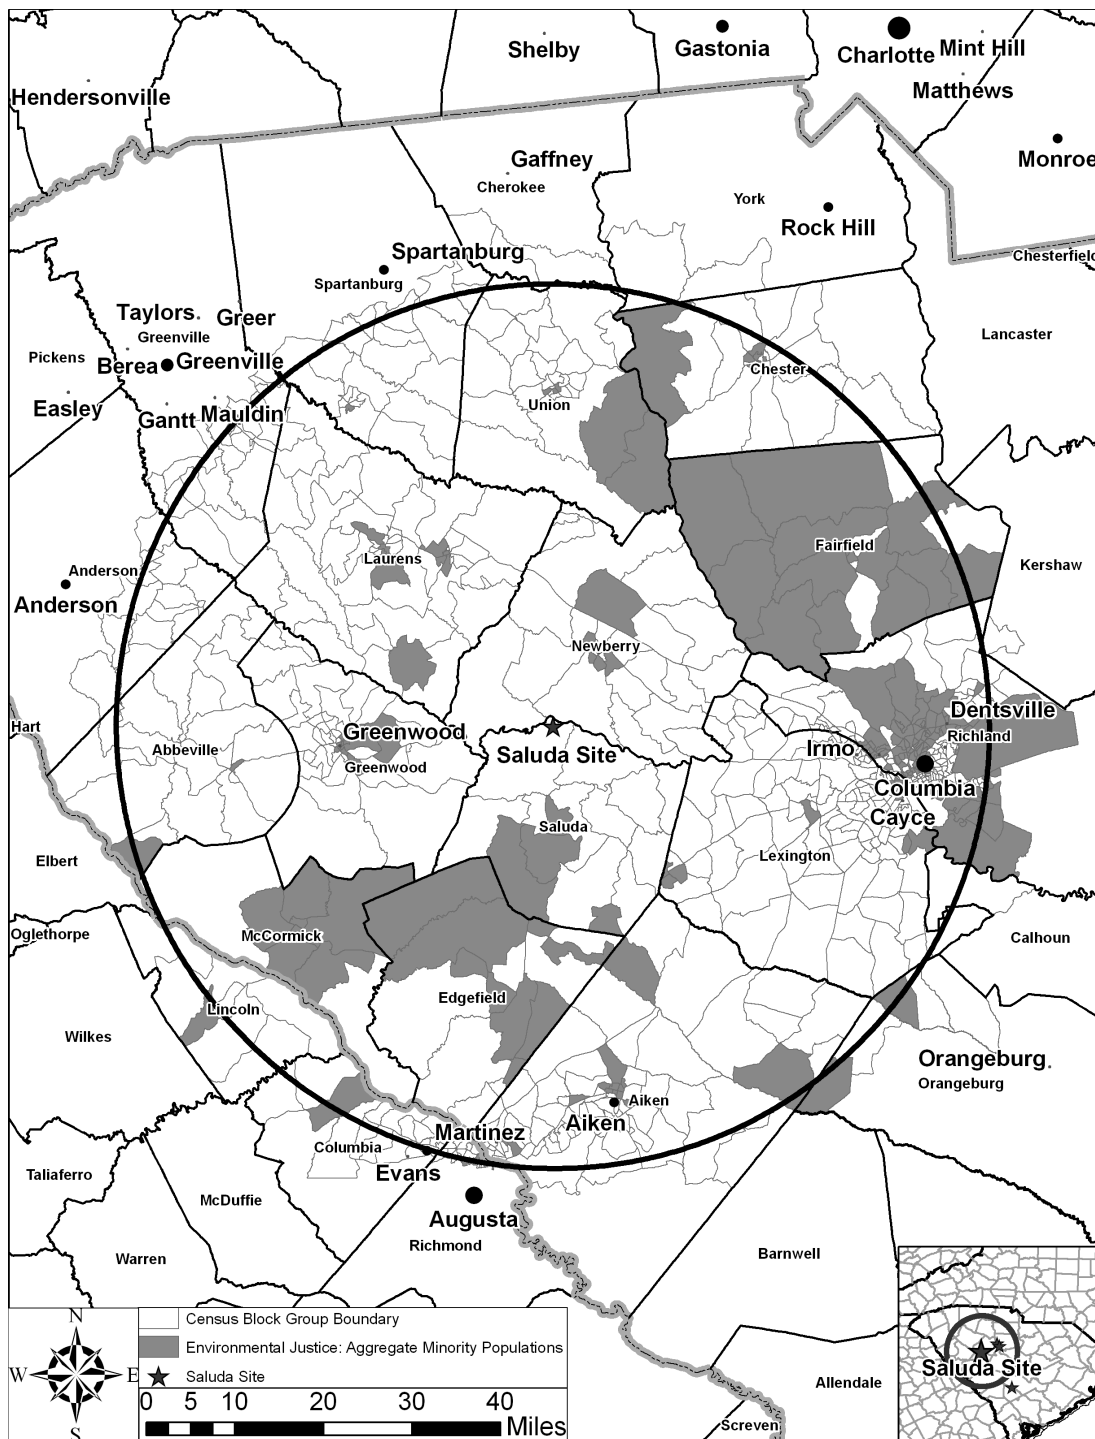 Shelby
Gastonia
Charlotte
Mint Hill
Hendersonville
Matthews
Monroe
Gaffney
Cherokee
York
Rock Hill
Spartanburg
Spartanburg
Chesterfield
Taylors
Greer
Greenville
Lancaster
Pickens
Berea
Greenville
Chester
Easley
Gantt
Mauldin
Union
Fairfield
Laurens
Kershaw
Anderson
Anderson
Newberry
Dentsville
Hart
Greenwood
Richland
Abbeville
Irmo
Saluda Site
Greenwood
Columbia
Cayce
Saluda
Elbert
Lexington
Oglethorpe
McCormick
Calhoun
Edgefield
Lincoln
Wilkes
Orangeburg
Orangeburg
Aiken
Aiken
Martinez
Columbia
Evans
Taliaferro
McDuffie
Augusta
Richmond
Warren
Barnwell
Allendale
Screven
N
W
E
S
Census Block Group Boundary
Environmental Justice: Aggregate Minority Populations
Saluda Site
0 5 10 20 30 40
Miles
Saluda Site